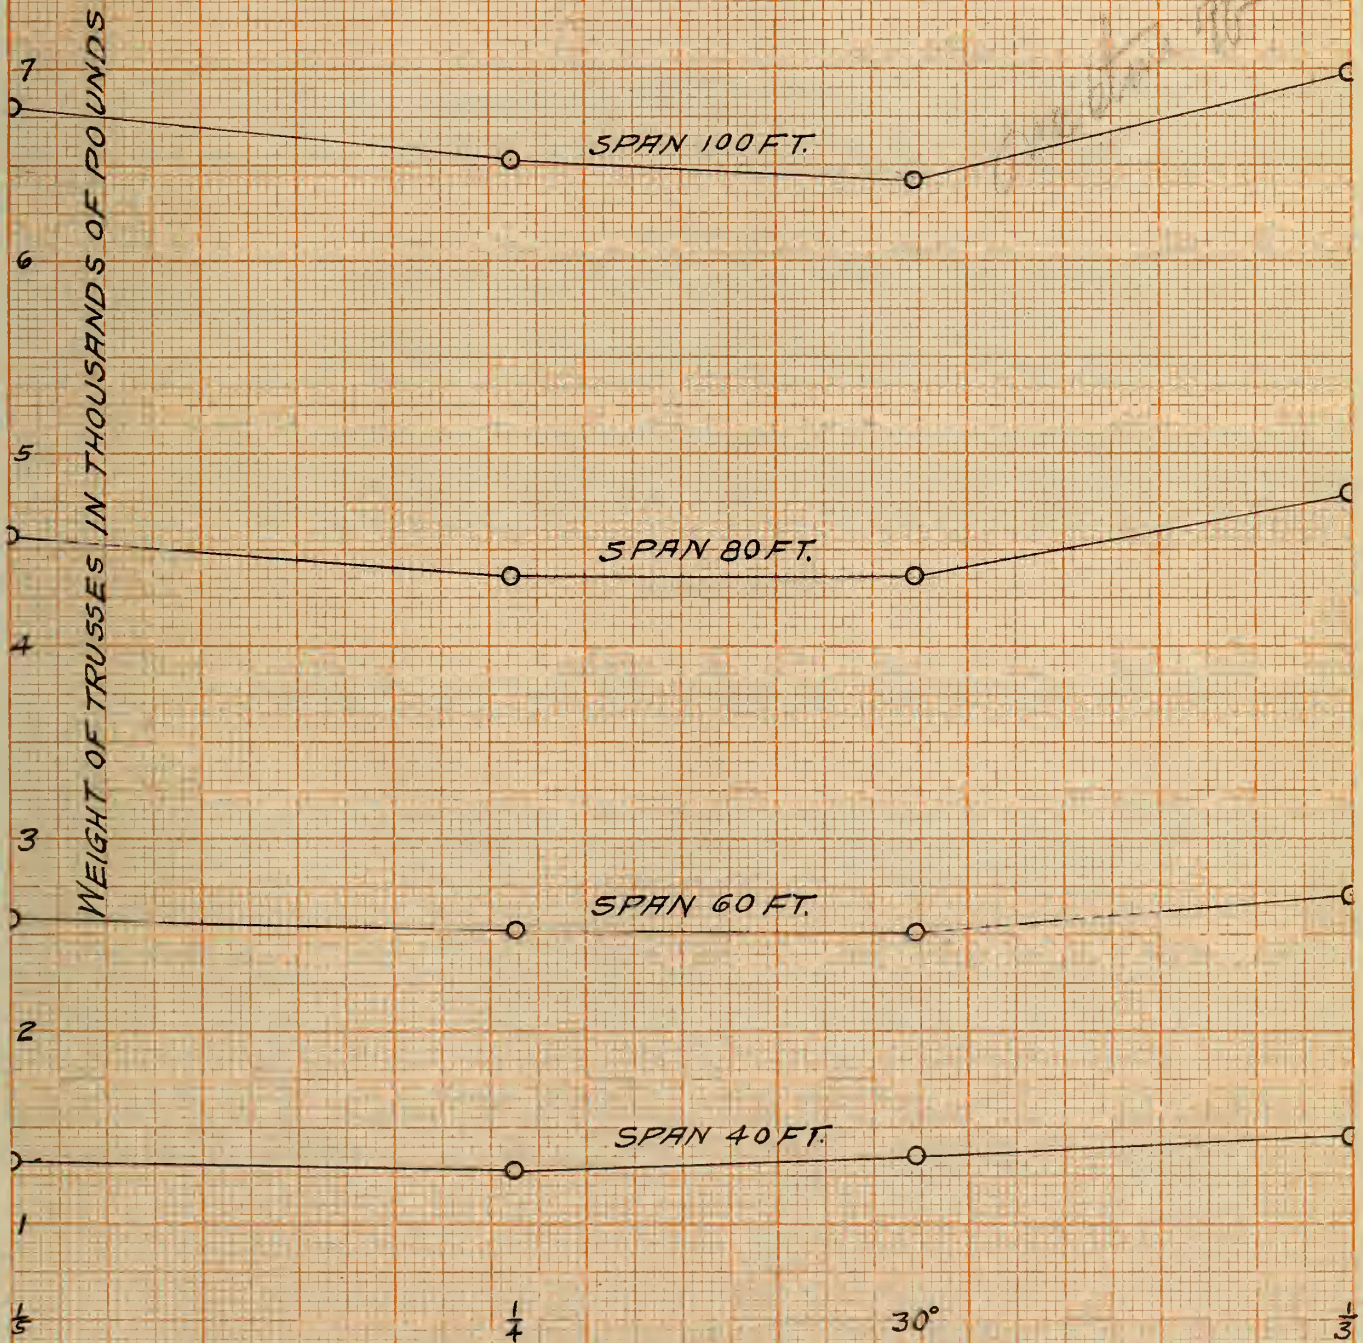 WEIGHT OF TRUSSES IN THOUSANDS OF POUNDS
7
SPAN 100 FT.
6
5
SPAN 80 FT.
4
3
SPAN 60 FT.
2
SPAN 40 FT.
1
1/5 1/4 30° 1/3